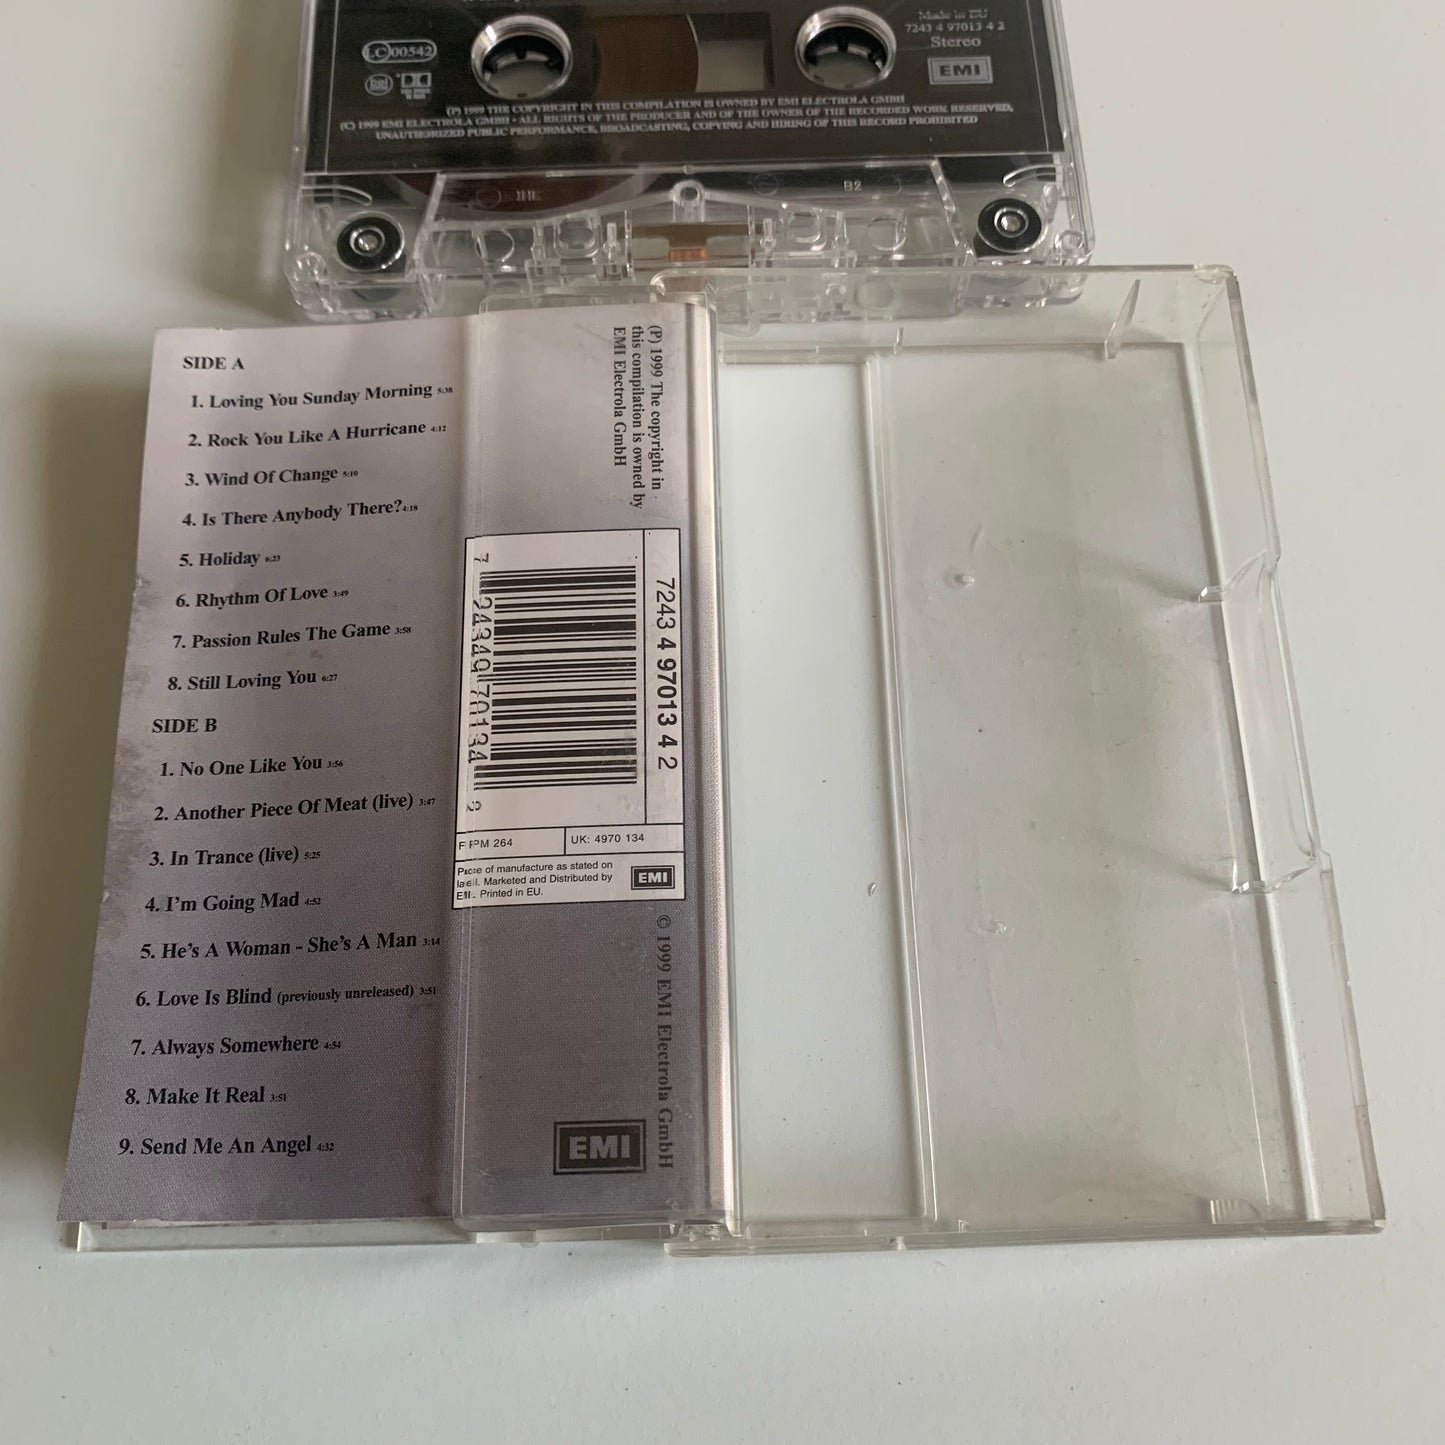 LC 00542
Made in EU
7243 4 97013 4 2
Stereo
EMI
(P) 1999 THE COPYRIGHT IN THIS COMPILATION IS OWNED BY EMI ELECTROLA GMBH
(C) 1999 EMI ELECTROLA GMBH · ALL RIGHTS OF THE PRODUCER AND OF THE OWNER OF THE RECORDED WORK RESERVED,
UNAUTHORIZED PUBLIC PERFORMANCE, BROADCASTING, COPYING AND HIRING OF THIS RECORD PROHIBITED
B2
SIDE A
1. Loving You Sunday Morning 5:38
2. Rock You Like A Hurricane 4:12
3. Wind Of Change 5:10
4. Is There Anybody There? 4:18
5. Holiday 6:23
6. Rhythm Of Love 3:49
7. Passion Rules The Game 3:58
8. Still Loving You 6:27
SIDE B
1. No One Like You 3:56
2. Another Piece Of Meat (live) 3:47
3. In Trance (live) 5:25
4. I'm Going Mad 4:52
5. He's A Woman - She's A Man 3:14
6. Love Is Blind (previously unreleased) 3:51
7. Always Somewhere 4:54
8. Make It Real 3:51
9. Send Me An Angel 4:32
(P) 1999 The copyright in
this compilation is owned by
EMI Electrola GmbH
7243 4 97013 4 2
7 24349 70134 2
F: PM 264
UK: 4970 134
Place of manufacture as stated on
label. Marketed and Distributed by
EMI. Printed in EU.
EMI
© 1999 EMI Electrola GmbH
EMI